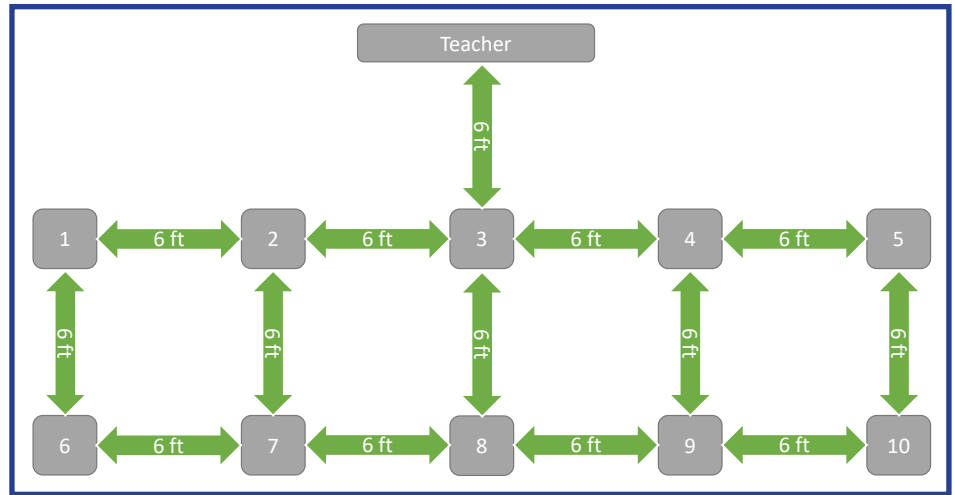 Teacher
6 ft
1 6 ft 2 6 ft 3 6 ft 4 6 ft 5
6 ft 6 ft 6 ft 6 ft 6 ft
6 6 ft 7 6 ft 8 6 ft 9 6 ft 10